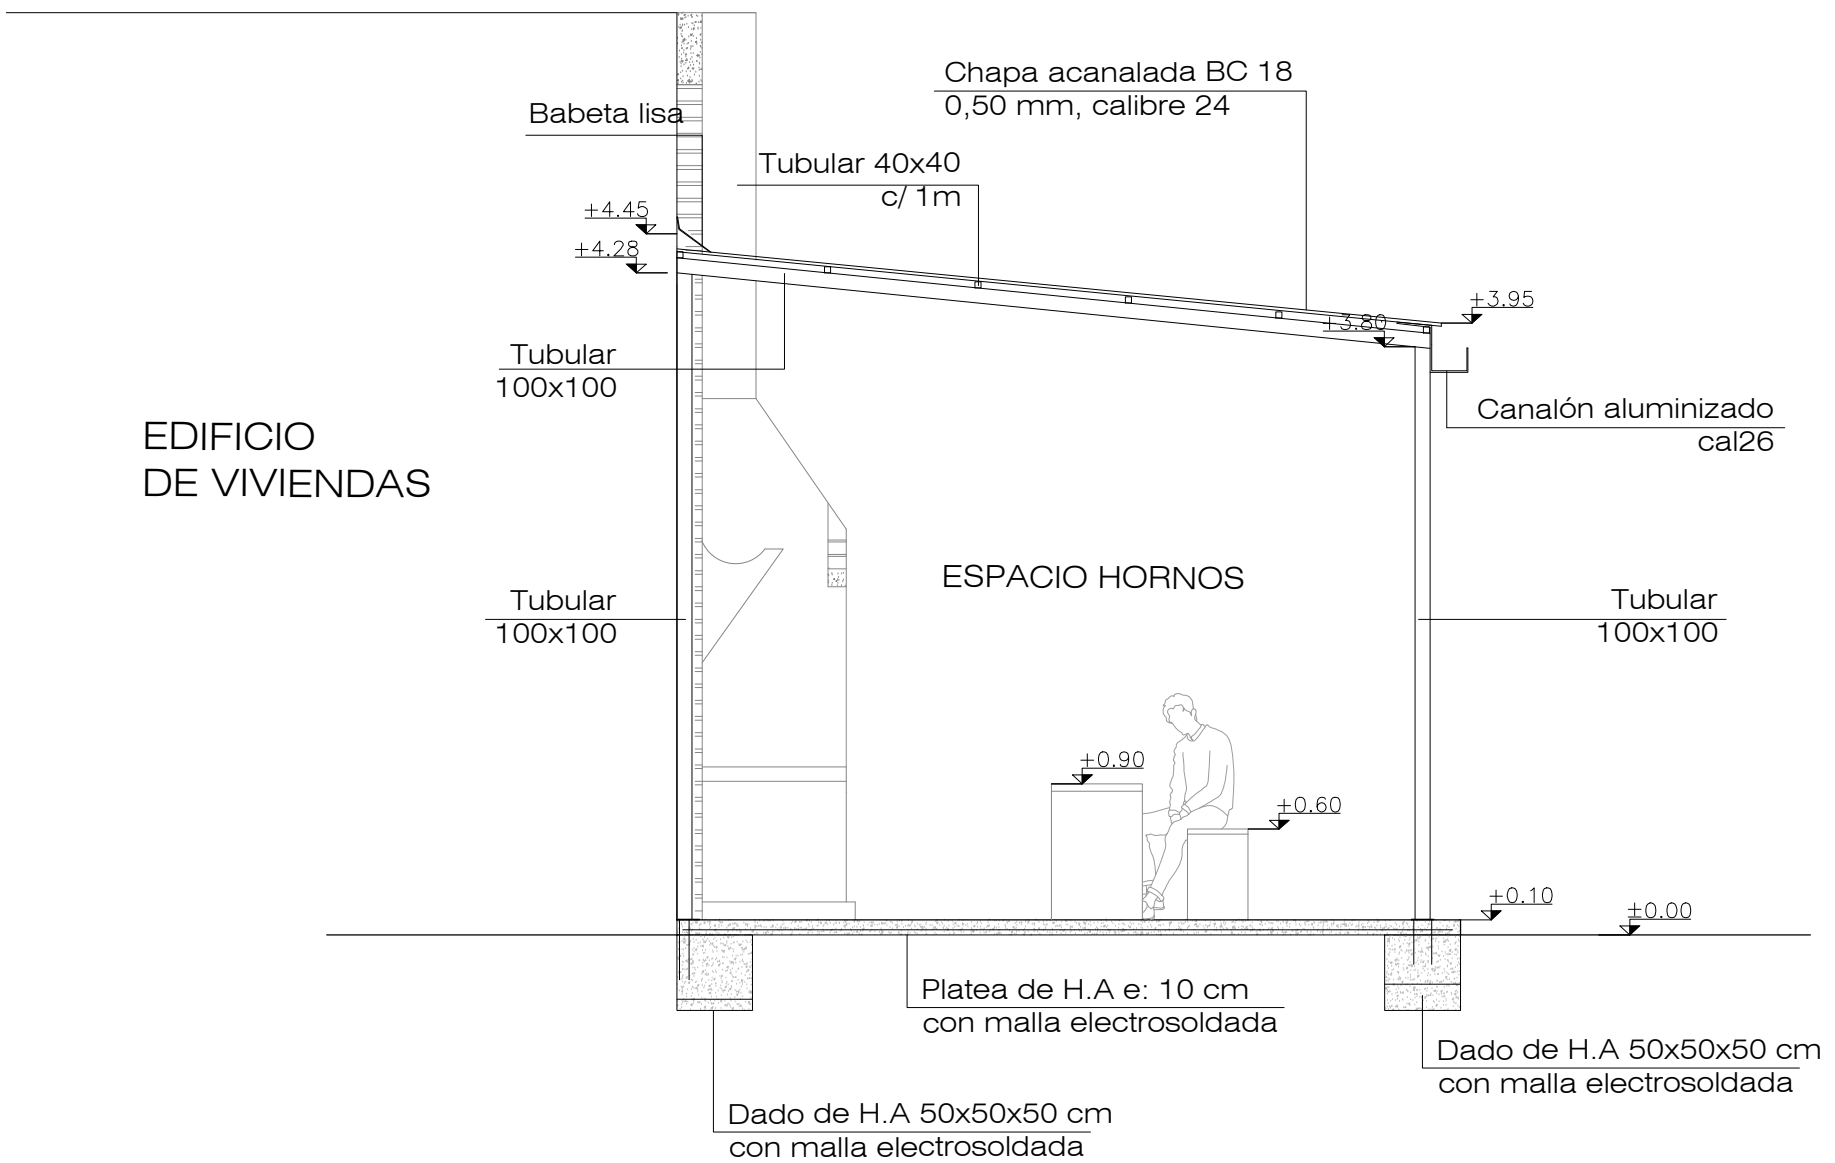 Chapa acanalada BC 18
0,50 mm, calibre 24
Babeta lisa
Tubular 40x40
c/ 1m
+4.45
+4.28
+3.95
+3.80
Tubular
100x100
Canalón aluminizado
cal26
EDIFICIO
DE VIVIENDAS
ESPACIO HORNOS
Tubular
100x100
Tubular
100x100
+0.90
+0.60
+0.10
±0.00
Platea de H.A e: 10 cm
con malla electrosoldada
Dado de H.A 50x50x50 cm
con malla electrosoldada
Dado de H.A 50x50x50 cm
con malla electrosoldada